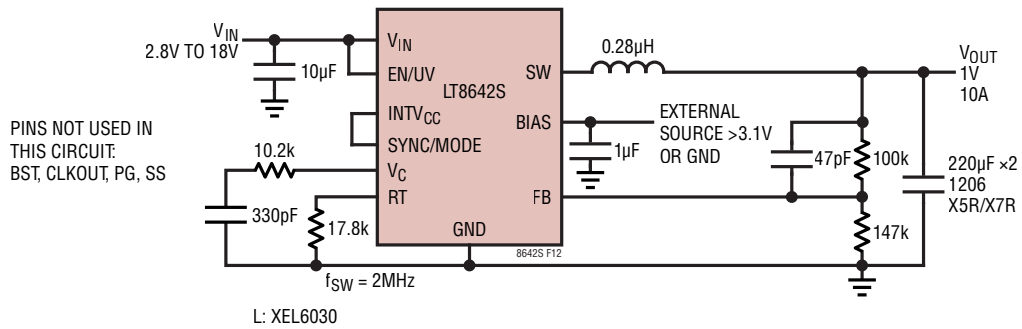 VIN
2.8V TO 18V
10µF
VIN
EN/UV
INTVCC
SYNC/MODE
VC
RT
GND
LT8642S
SW
BIAS
FB
8642S F12
0.28µH
VOUT
1V
10A
EXTERNAL
SOURCE >3.1V
OR GND
1µF
47pF
100k
147k
220µF ×2
1206
X5R/X7R
PINS NOT USED IN
THIS CIRCUIT:
BST, CLKOUT, PG, SS
10.2k
330pF
17.8k
fSW = 2MHz
L: XEL6030